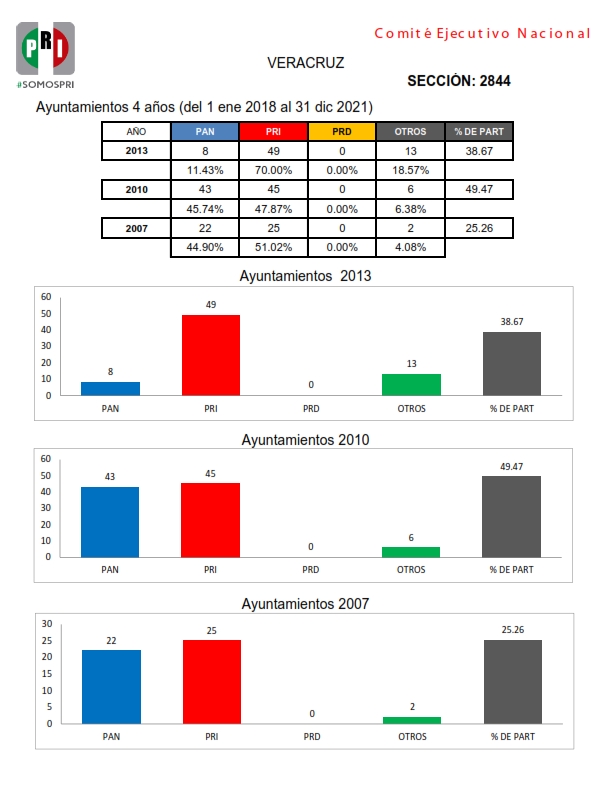 PRI
#SOMOSPRI
Comité Ejecutivo Nacional
VERACRUZ
SECCIÓN: 2844
Ayuntamientos 4 años (del 1 ene 2018 al 31 dic 2021)
AÑO PAN PRI PRD OTROS % DE PART
2013 8 49 0 13 38.67
11.43% 70.00% 0.00% 18.57%
2010 43 45 0 6 49.47
45.74% 47.87% 0.00% 6.38%
2007 22 25 0 2 25.26
44.90% 51.02% 0.00% 4.08%
Ayuntamientos 2013
60
50
40
30
20
10
0
8 49 0 13 38.67
PAN PRI PRD OTROS % DE PART
Ayuntamientos 2010
60
50
40
30
20
10
0
43 45 0 6 49.47
PAN PRI PRD OTROS % DE PART
Ayuntamientos 2007
30
25
20
15
10
5
0
22 25 0 2 25.26
PAN PRI PRD OTROS % DE PART